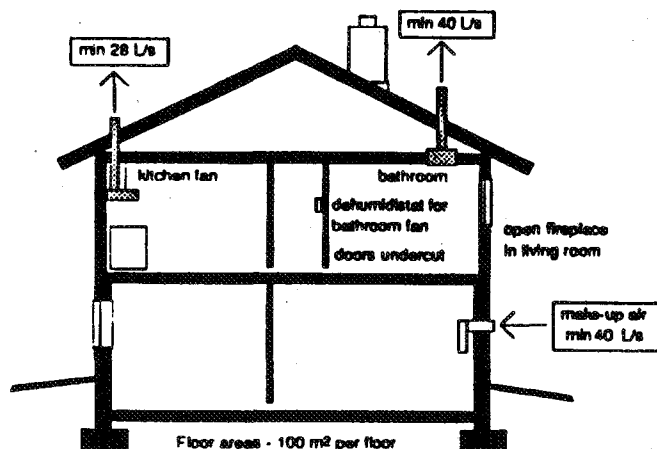 min 40 L/s
min 28 L/s
kitchen fan
bathroom
dehumidistat for
bathroom fan
doors undercut
open fireplace
in living room
make-up air
min 40 L/s
Floor areas - 100 m² per floor